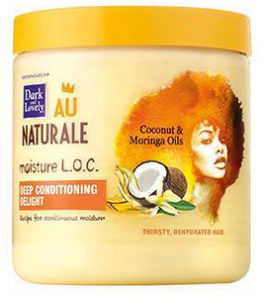 Dark
and
Lovely
AU
NATURALE
moisture L.O.C.
DEEP CONDITIONING
DELIGHT
Recipe for continuous moisture
Coconut &
Moringa Oils
THIRSTY, DEHYDRATED HAIR